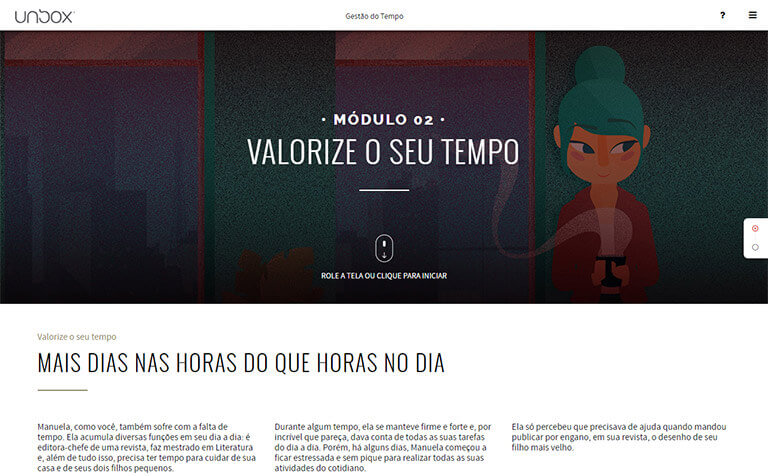 unbox
Gestão do Tempo
?
• MÓDULO 02 •
VALORIZE O SEU TEMPO
ROLE A TELA OU CLIQUE PARA INICIAR
Valorize o seu tempo
MAIS DIAS NAS HORAS DO QUE HORAS NO DIA
Manuela, como você, também sofre com a falta de
tempo. Ela acumula diversas funções em seu dia a dia: é
editora-chefe de uma revista, faz mestrado em Literatura
e, além de tudo isso, precisa ter tempo para cuidar de sua
casa e de seus dois filhos pequenos.
Durante algum tempo, ela se manteve firme e forte e, por
incrível que pareça, dava conta de todas as suas tarefas
do dia a dia. Porém, há alguns dias, Manuela começou a
ficar estressada e sem pique para realizar todas as suas
atividades do cotidiano.
Ela só percebeu que precisava de ajuda quando mandou
publicar por engano, em sua revista, o desenho de seu
filho mais velho.